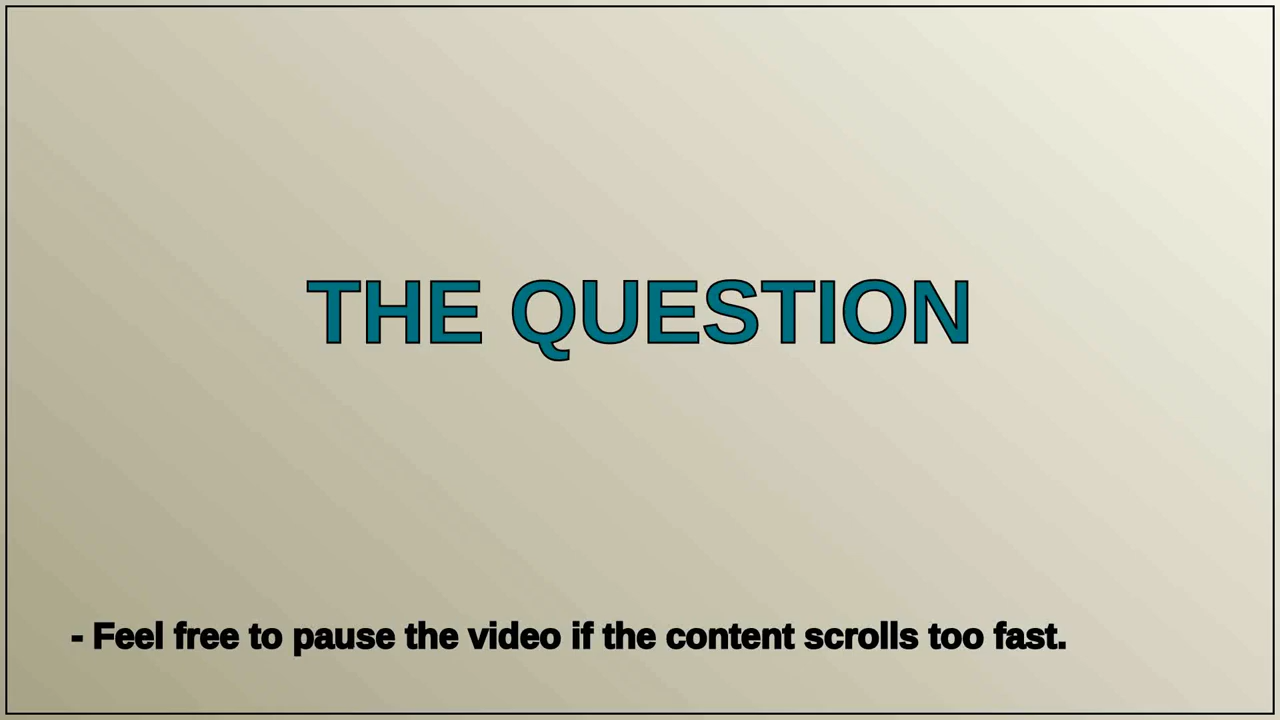 THE QUESTION
- Feel free to pause the video if the content scrolls too fast.